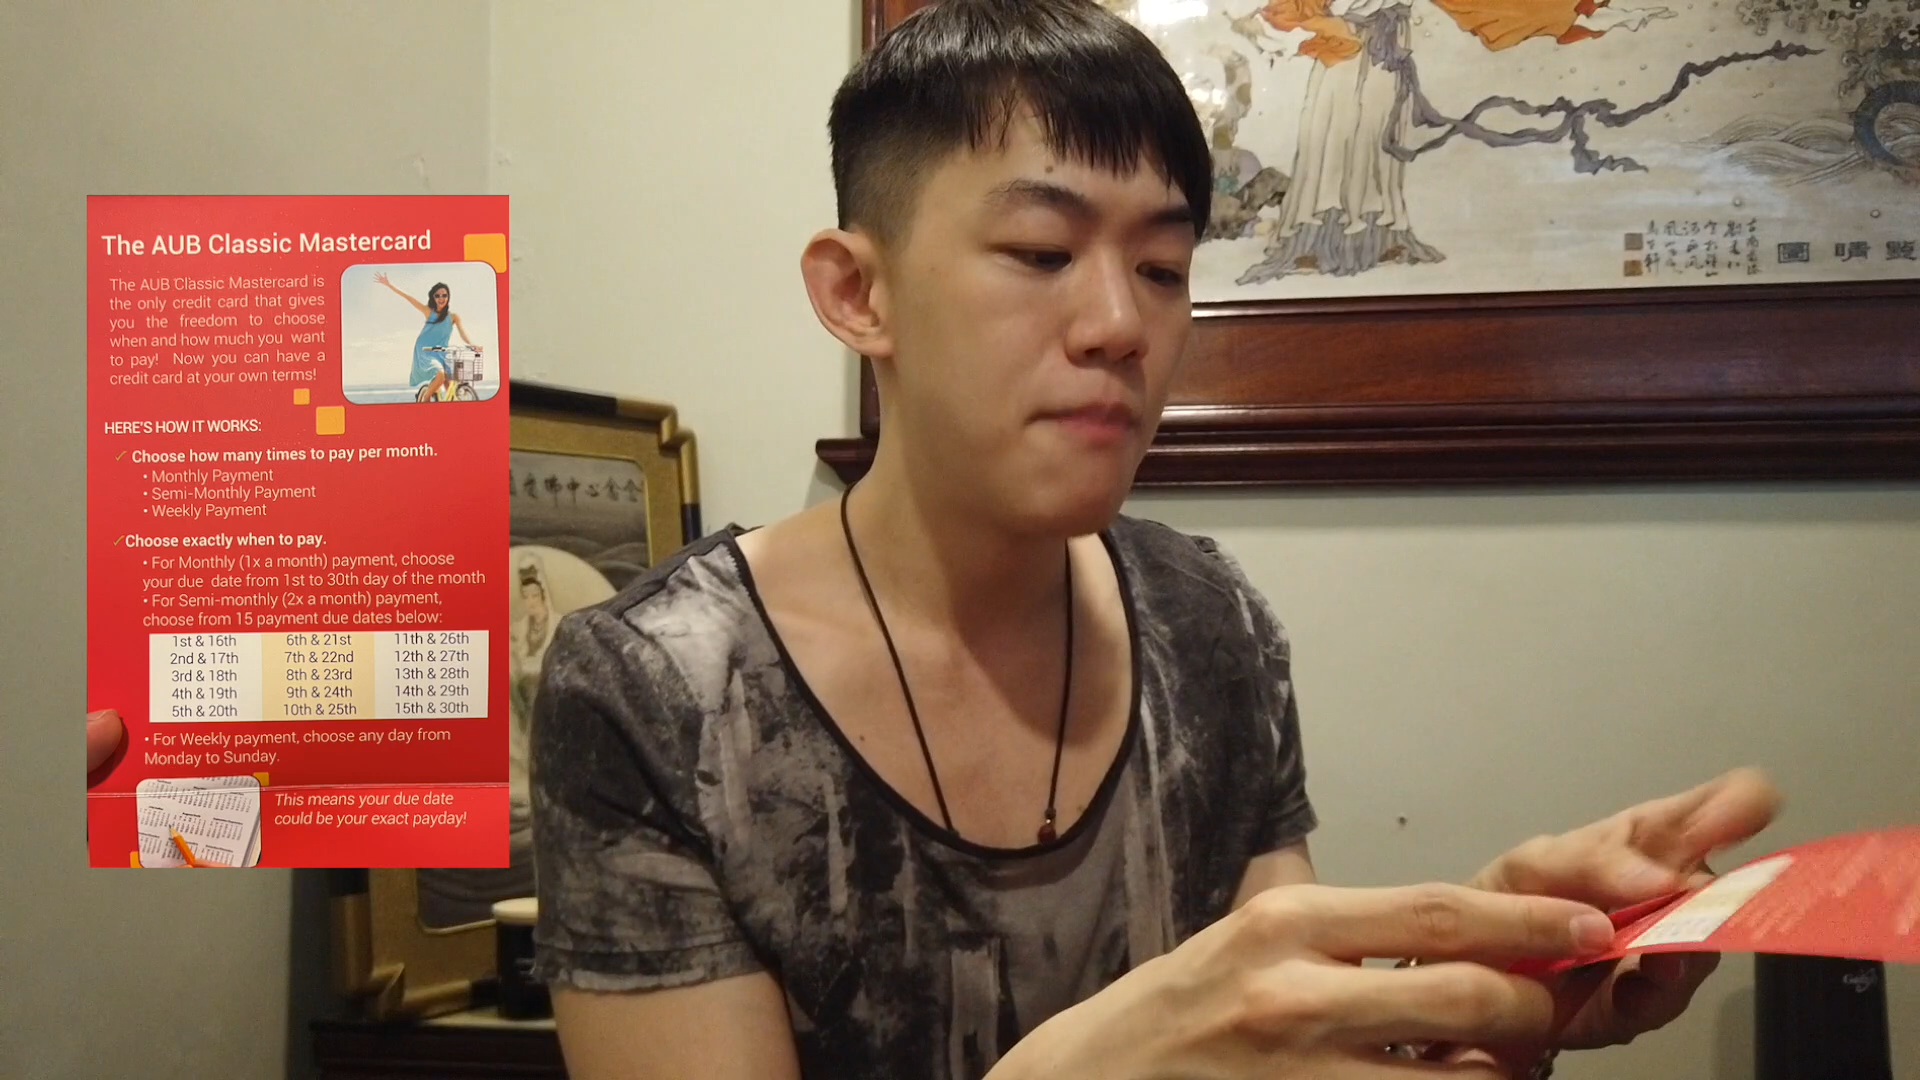 The AUB Classic Mastercard
The AUB Classic Mastercard is
the only credit card that gives
you the freedom to choose
when and how much you want
to pay! Now you can have a
credit card at your own terms!
HERE'S HOW IT WORKS:
✓ Choose how many times to pay per month.
• Monthly Payment
• Semi-Monthly Payment
• Weekly Payment
✓ Choose exactly when to pay.
• For Monthly (1x a month) payment, choose
your due date from 1st to 30th day of the month
• For Semi-monthly (2x a month) payment,
choose from 15 payment due dates below:
1st & 16th 6th & 21st 11th & 26th
2nd & 17th 7th & 22nd 12th & 27th
3rd & 18th 8th & 23rd 13th & 28th
4th & 19th 9th & 24th 14th & 29th
5th & 20th 10th & 25th 15th & 30th
• For Weekly payment, choose any day from
Monday to Sunday.
This means your due date
could be your exact payday!